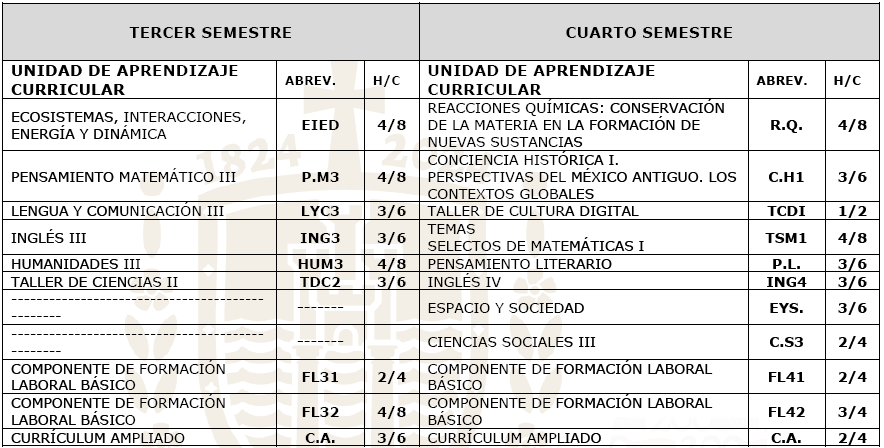 TERCER SEMESTRE CUARTO SEMESTRE
UNIDAD DE APRENDIZAJE CURRICULAR ABREV. H/C UNIDAD DE APRENDIZAJE CURRICULAR ABREV. H/C
ECOSISTEMAS, INTERACCIONES, ENERGÍA Y DINÁMICA EIED 4/8 REACCIONES QUÍMICAS: CONSERVACIÓN DE LA MATERIA EN LA FORMACIÓN DE NUEVAS SUSTANCIAS R.Q. 4/8
PENSAMIENTO MATEMÁTICO III P.M3 4/8 CONCIENCIA HISTÓRICA I. PERSPECTIVAS DEL MÉXICO ANTIGUO. LOS CONTEXTOS GLOBALES C.H1 3/6
LENGUA Y COMUNICACIÓN III LYC3 3/6 TALLER DE CULTURA DIGITAL TCDI 1/2
INGLÉS III ING3 3/6 TEMAS SELECTOS DE MATEMÁTICAS I TSM1 4/8
HUMANIDADES III HUM3 4/8 PENSAMIENTO LITERARIO P.L. 3/6
TALLER DE CIENCIAS II TDC2 3/6 INGLÉS IV ING4 3/6
------------------------------------------------ ------- ESPACIO Y SOCIEDAD EYS. 3/6
------------------------------------------------ ------- CIENCIAS SOCIALES III C.S3 2/4
COMPONENTE DE FORMACIÓN LABORAL BÁSICO FL31 2/4 COMPONENTE DE FORMACIÓN LABORAL BÁSICO FL41 2/4
COMPONENTE DE FORMACIÓN LABORAL BÁSICO FL32 4/8 COMPONENTE DE FORMACIÓN LABORAL BÁSICO FL42 3/4
CURRÍCULUM AMPLIADO C.A. 3/6 CURRÍCULUM AMPLIADO C.A. 2/4
1824